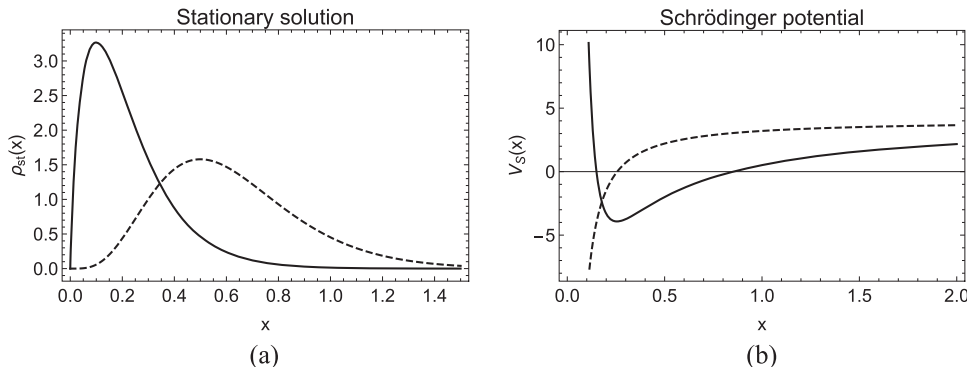 Stationary solution
3.0
2.5
2.0
1.5
1.0
0.5
0.0
ρst(x)
0.0 0.2 0.4 0.6 0.8 1.0 1.2 1.4
x
(a)
Schrödinger potential
10
5
0
−5
VS(x)
0.0 0.5 1.0 1.5 2.0
x
(b)